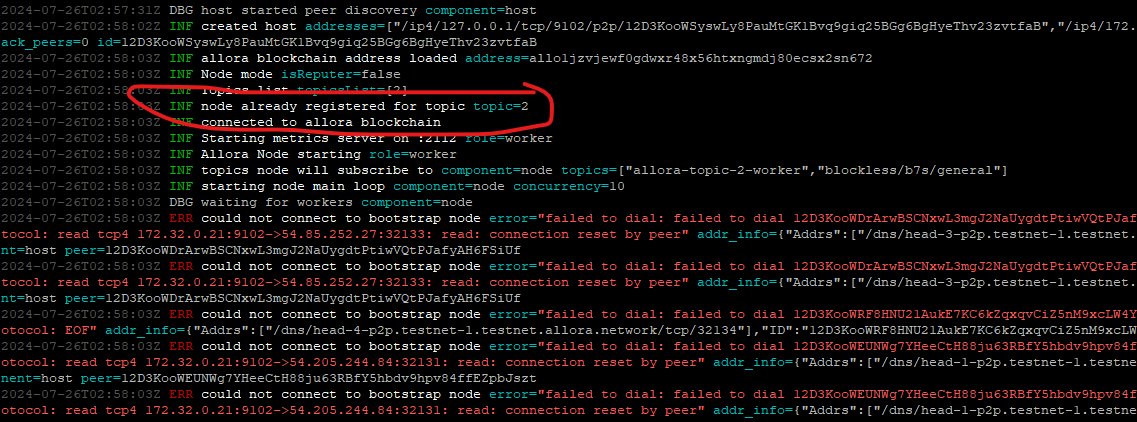 2024-07-26T02:57:31Z DBG host started peer discovery component=host
2024-07-26T02:58:02Z INF created host addresses=["/ip4/127.0.0.1/tcp/9102/p2p/12D3KooWSyswLy8PauMtGK1Bvq9giq25BGg6BgHyeThv23zvtfaB","/ip4/172.
ack_peers=0 id=12D3KooWSyswLy8PauMtGK1Bvq9giq25BGg6BgHyeThv23zvtfaB
2024-07-26T02:58:03Z INF allora blockchain address loaded address=allo1jzvjewf0gdwxr48x56htxngmdj80ecsx2sn672
2024-07-26T02:58:03Z INF Node mode isReputer=false
2024-07-26T02:58:03Z INF Topics list topicsList=[2]
2024-07-26T02:58:03Z INF node already registered for topic topic=2
2024-07-26T02:58:03Z INF connected to allora blockchain
2024-07-26T02:58:03Z INF Starting metrics server on :2112 role=worker
2024-07-26T02:58:03Z INF Allora Node starting role=worker
2024-07-26T02:58:03Z INF topics node will subscribe to component=node topics=["allora-topic-2-worker","blockless/b7s/general"]
2024-07-26T02:58:03Z INF starting node main loop component=node concurrency=10
2024-07-26T02:58:03Z DBG waiting for workers component=node
2024-07-26T02:58:03Z ERR could not connect to bootstrap node error="failed to dial: failed to dial 12D3KooWDrArwBSCNxwL3mgJ2NaUygdtPtiwVQtPJaf
tocol: read tcp4 172.32.0.21:9102->54.85.252.27:32133: read: connection reset by peer" addr_info={"Addrs":["/dns/head-3-p2p.testnet-1.testnet.
nt=host peer=12D3KooWDrArwBSCNxwL3mgJ2NaUygdtPtiwVQtPJafyAH6FSiUf
2024-07-26T02:58:03Z ERR could not connect to bootstrap node error="failed to dial: failed to dial 12D3KooWDrArwBSCNxwL3mgJ2NaUygdtPtiwVQtPJaf
tocol: read tcp4 172.32.0.21:9102->54.85.252.27:32133: read: connection reset by peer" addr_info={"Addrs":["/dns/head-3-p2p.testnet-1.testnet.
nt=host peer=12D3KooWDrArwBSCNxwL3mgJ2NaUygdtPtiwVQtPJafyAH6FSiUf
2024-07-26T02:58:03Z ERR could not connect to bootstrap node error="failed to dial: failed to dial 12D3KooWRF8HNU21AukE7KC6kZqxqvCiZ5nM9xcLW4Y
otocol: EOF" addr_info={"Addrs":["/dns/head-4-p2p.testnet-1.testnet.allora.network/tcp/32134"],"ID":"12D3KooWRF8HNU21AukE7KC6kZqxqvCiZ5nM9xcLW
2024-07-26T02:58:03Z ERR could not connect to bootstrap node error="failed to dial: failed to dial 12D3KooWEUNWg7YHeeCtH88ju63RBfY5hbdv9hpv84f
otocol: read tcp4 172.32.0.21:9102->54.205.244.84:32131: read: connection reset by peer" addr_info={"Addrs":["/dns/head-1-p2p.testnet-1.testne
nent=host peer=12D3KooWEUNWg7YHeeCtH88ju63RBfY5hbdv9hpv84ffEZpbJszt
2024-07-26T02:58:03Z ERR could not connect to bootstrap node error="failed to dial: failed to dial 12D3KooWEUNWg7YHeeCtH88ju63RBfY5hbdv9hpv84f
otocol: read tcp4 172.32.0.21:9102->54.205.244.84:32131: read: connection reset by peer" addr_info={"Addrs":["/dns/head-1-p2p.testnet-1.testne